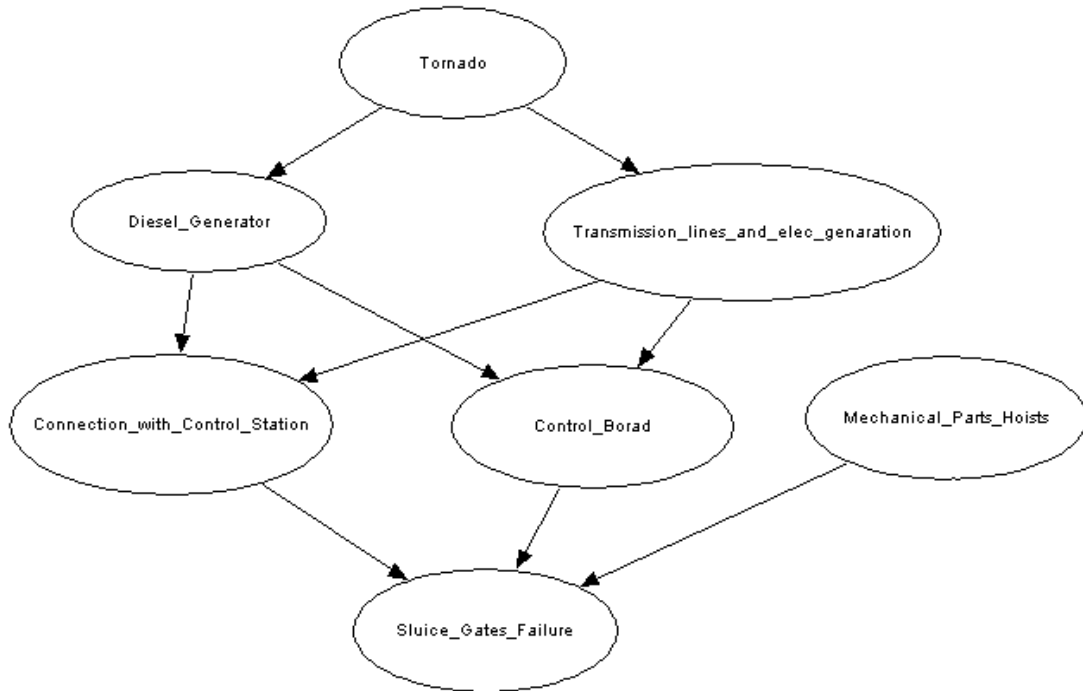 Tornado
Diesel_Generator
Transmission_lines_and_elec_genaration
Connection_with_Control_Station
Control_Borad
Mechanical_Parts_Hoists
Sluice_Gates_Failure